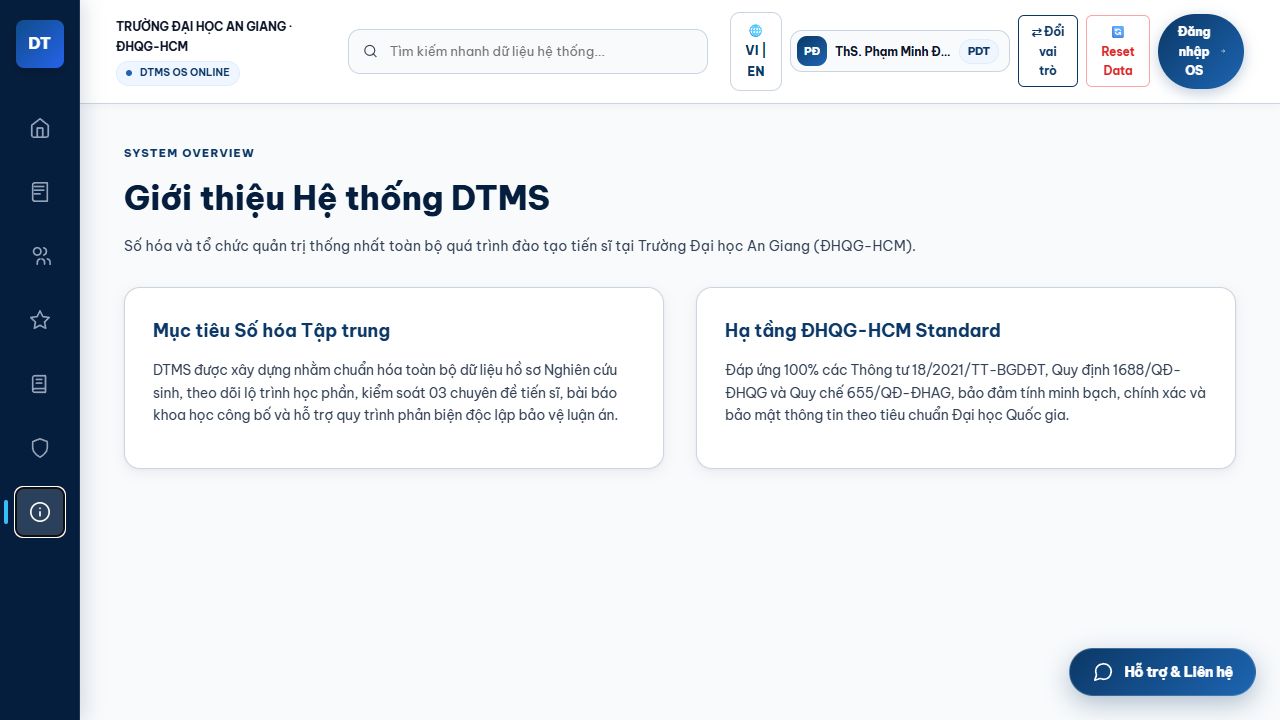 DT
TRƯỜNG ĐẠI HỌC AN GIANG ·
ĐHQG-HCM
DTMS OS ONLINE
Tìm kiếm nhanh dữ liệu hệ thống...
VI |
EN
PĐ
ThS. Phạm Minh Đ...
PDT
⇄ Đổi
vai
trò
Reset
Data
Đăng
nhập
OS
SYSTEM OVERVIEW
Giới thiệu Hệ thống DTMS
Số hóa và tổ chức quản trị thống nhất toàn bộ quá trình đào tạo tiến sĩ tại Trường Đại học An Giang (ĐHQG-HCM).
Mục tiêu Số hóa Tập trung
DTMS được xây dựng nhằm chuẩn hóa toàn bộ dữ liệu hồ sơ Nghiên cứu
sinh, theo dõi lộ trình học phần, kiểm soát 03 chuyên đề tiến sĩ, bài báo
khoa học công bố và hỗ trợ quy trình phản biện độc lập bảo vệ luận án.
Hạ tầng ĐHQG-HCM Standard
Đáp ứng 100% các Thông tư 18/2021/TT-BGDĐT, Quy định 1688/QĐ-
ĐHQG và Quy chế 655/QĐ-ĐHAG, bảo đảm tính minh bạch, chính xác và
bảo mật thông tin theo tiêu chuẩn Đại học Quốc gia.
Hỗ trợ & Liên hệ